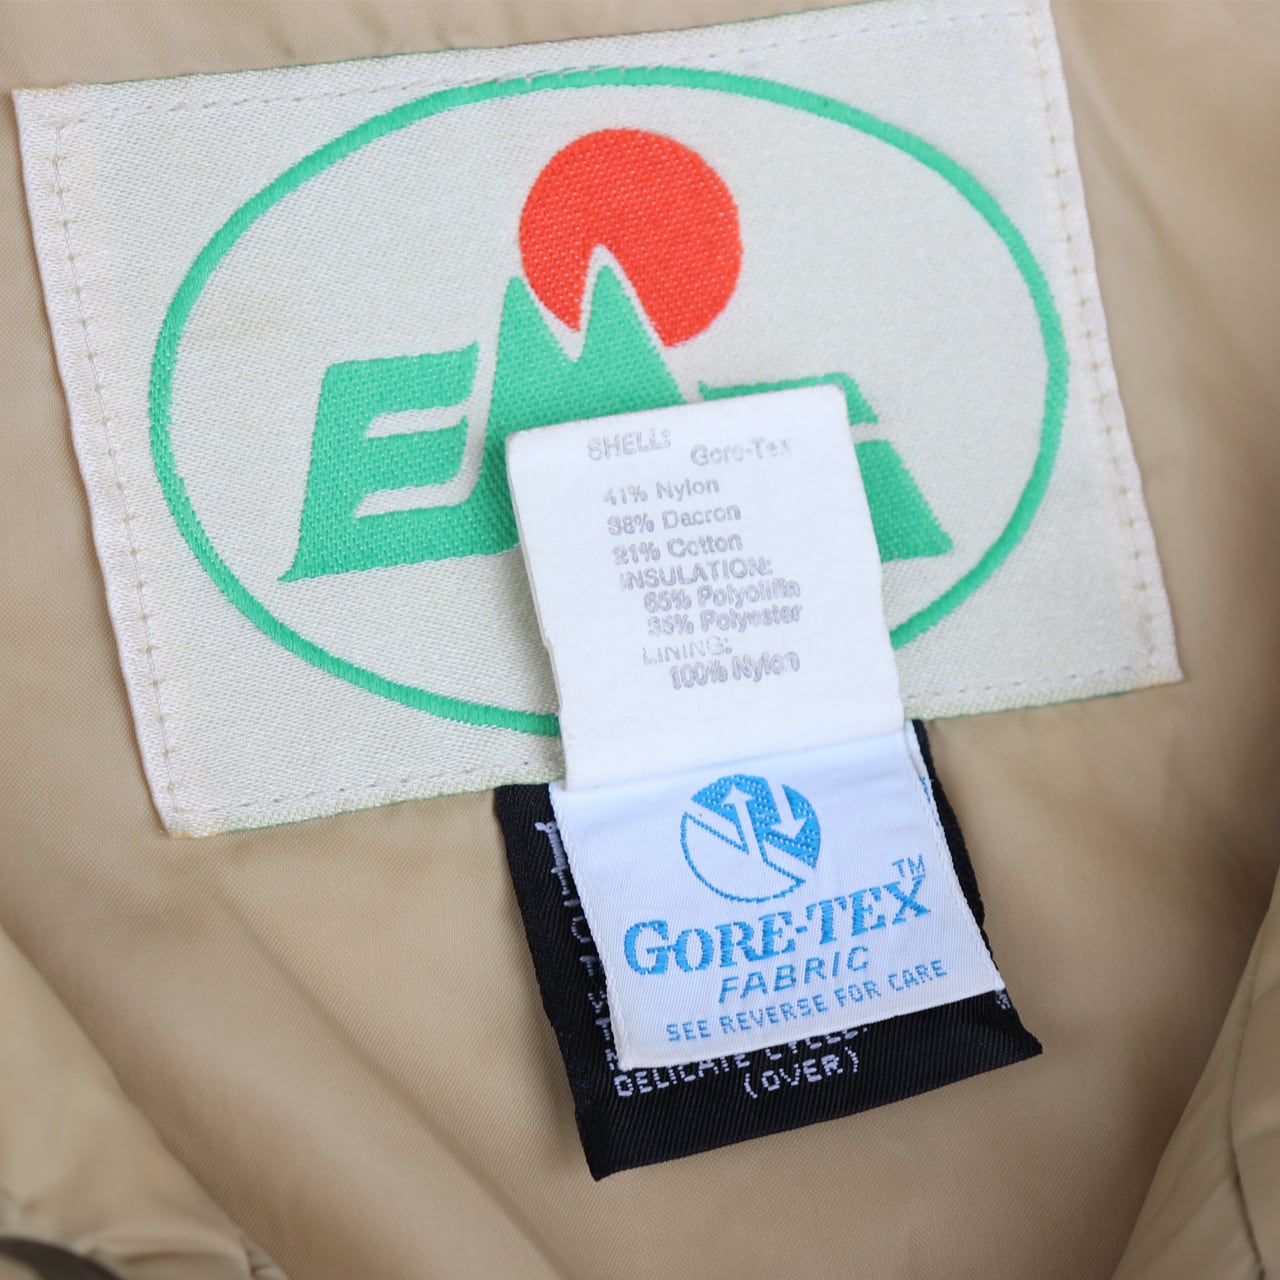 EMS
SHELL: Gore-Tex
41% Nylon
38% Dacron
21% Cotton
INSULATION:
65% Polyolifin
35% Polyester
LINING:
100% Nylon
GORE-TEX™
FABRIC
SEE REVERSE FOR CARE
DELICATE CYCLE.
(OVER)